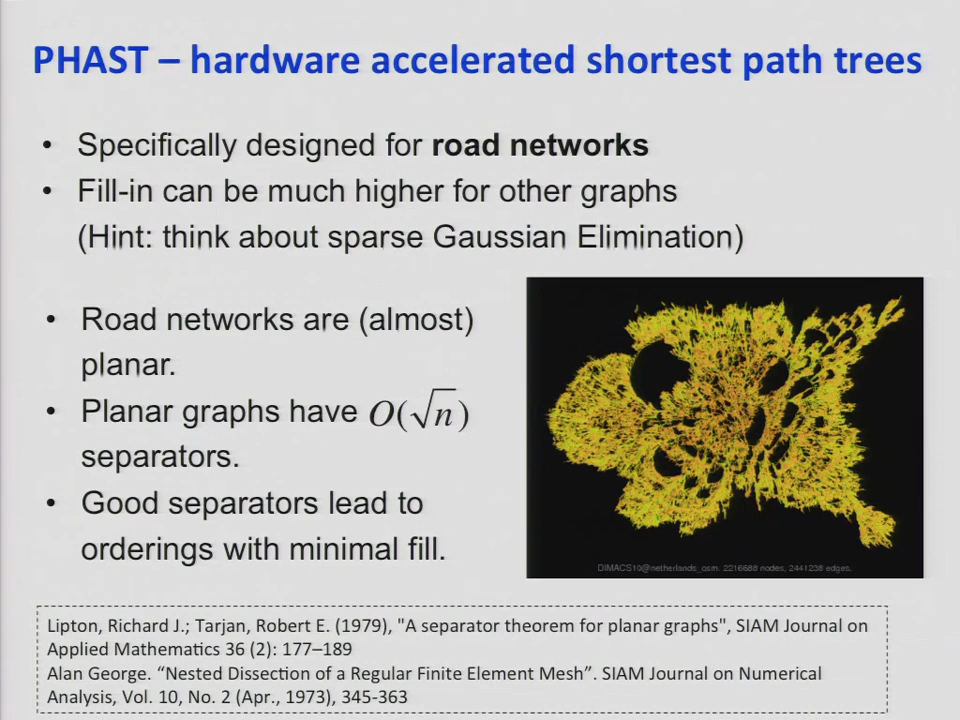 PHAST – hardware accelerated shortest path trees
• Specifically designed for road networks
• Fill-in can be much higher for other graphs
(Hint: think about sparse Gaussian Elimination)
• Road networks are (almost)
planar.
• Planar graphs have O(√n)
separators.
• Good separators lead to
orderings with minimal fill.
DIMACS10@netherlands_osm. 2216688 nodes, 2441238 edges.
Lipton, Richard J.; Tarjan, Robert E. (1979), "A separator theorem for planar graphs", SIAM Journal on
Applied Mathematics 36 (2): 177–189
Alan George. “Nested Dissection of a Regular Finite Element Mesh”. SIAM Journal on Numerical
Analysis, Vol. 10, No. 2 (Apr., 1973), 345-363